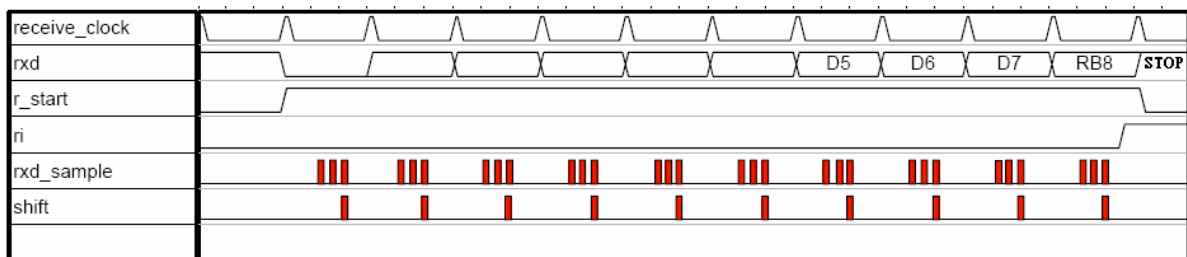 receive_clock
rxd D5 D6 D7 RB8 STOP
r_start
ri
rxd_sample
shift